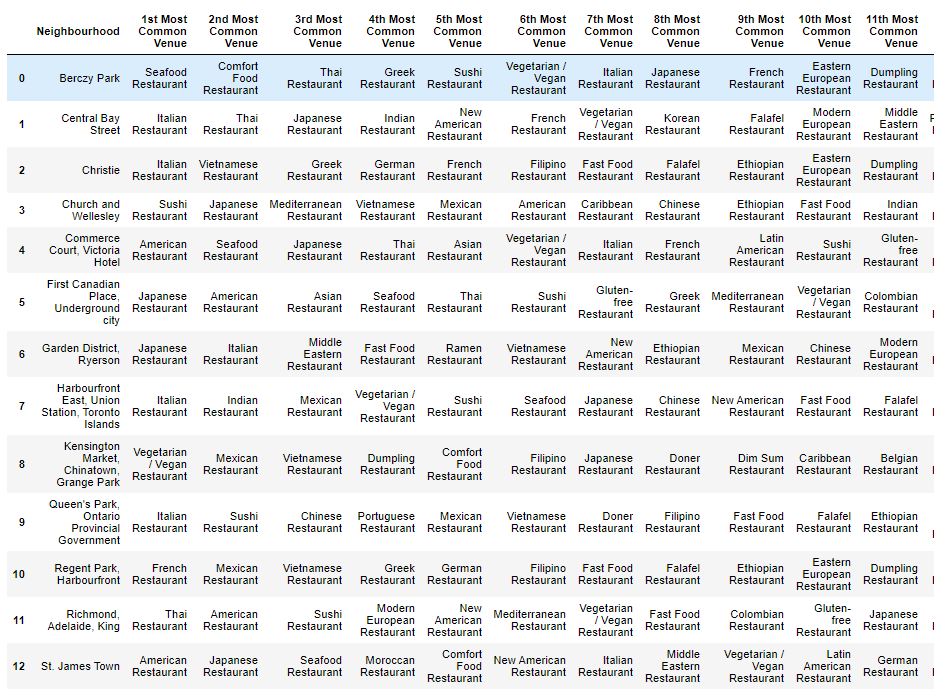 Neighbourhood 1st Most Common Venue 2nd Most Common Venue 3rd Most Common Venue 4th Most Common Venue 5th Most Common Venue 6th Most Common Venue 7th Most Common Venue 8th Most Common Venue 9th Most Common Venue 10th Most Common Venue 11th Most Common Venue
0 Berczy Park Seafood Restaurant Comfort Food Restaurant Thai Restaurant Greek Restaurant Sushi Restaurant Vegetarian / Vegan Restaurant Italian Restaurant Japanese Restaurant French Restaurant Eastern European Restaurant Dumpling Restaurant
1 Central Bay Street Italian Restaurant Thai Restaurant Japanese Restaurant Indian Restaurant New American Restaurant French Restaurant Vegetarian / Vegan Restaurant Korean Restaurant Falafel Restaurant Modern European Restaurant Middle Eastern Restaurant
2 Christie Italian Restaurant Vietnamese Restaurant Greek Restaurant German Restaurant French Restaurant Filipino Restaurant Fast Food Restaurant Falafel Restaurant Ethiopian Restaurant Eastern European Restaurant Dumpling Restaurant
3 Church and Wellesley Sushi Restaurant Japanese Restaurant Mediterranean Restaurant Vietnamese Restaurant Mexican Restaurant American Restaurant Caribbean Restaurant Chinese Restaurant Ethiopian Restaurant Fast Food Restaurant Indian Restaurant
4 Commerce Court, Victoria Hotel American Restaurant Seafood Restaurant Japanese Restaurant Thai Restaurant Asian Restaurant Vegetarian / Vegan Restaurant Italian Restaurant French Restaurant Latin American Restaurant Sushi Restaurant Gluten-free Restaurant
5 First Canadian Place, Underground city Japanese Restaurant American Restaurant Asian Restaurant Seafood Restaurant Thai Restaurant Sushi Restaurant Gluten-free Restaurant Greek Restaurant Mediterranean Restaurant Vegetarian / Vegan Restaurant Colombian Restaurant
6 Garden District, Ryerson Japanese Restaurant Italian Restaurant Middle Eastern Restaurant Fast Food Restaurant Ramen Restaurant Vietnamese Restaurant New American Restaurant Ethiopian Restaurant Mexican Restaurant Chinese Restaurant Modern European Restaurant
7 Harbourfront East, Union Station, Toronto Islands Italian Restaurant Indian Restaurant Mexican Restaurant Vegetarian / Vegan Restaurant Sushi Restaurant Seafood Restaurant Japanese Restaurant Chinese Restaurant New American Restaurant Fast Food Restaurant Falafel Restaurant
8 Kensington Market, Chinatown, Grange Park Vegetarian / Vegan Restaurant Mexican Restaurant Vietnamese Restaurant Dumpling Restaurant Comfort Food Restaurant Filipino Restaurant Japanese Restaurant Doner Restaurant Dim Sum Restaurant Caribbean Restaurant Belgian Restaurant
9 Queen's Park, Ontario Provincial Government Italian Restaurant Sushi Restaurant Chinese Restaurant Portuguese Restaurant Mexican Restaurant Vietnamese Restaurant Doner Restaurant Filipino Restaurant Fast Food Restaurant Falafel Restaurant Ethiopian Restaurant
10 Regent Park, Harbourfront French Restaurant Mexican Restaurant Vietnamese Restaurant Greek Restaurant German Restaurant Filipino Restaurant Fast Food Restaurant Falafel Restaurant Ethiopian Restaurant Eastern European Restaurant Dumpling Restaurant
11 Richmond, Adelaide, King Thai Restaurant American Restaurant Sushi Restaurant Modern European Restaurant New American Restaurant Mediterranean Restaurant Vegetarian / Vegan Restaurant Fast Food Restaurant Colombian Restaurant Gluten-free Restaurant Japanese Restaurant
12 St. James Town American Restaurant Japanese Restaurant Seafood Restaurant Moroccan Restaurant Comfort Food Restaurant New American Restaurant Italian Restaurant Middle Eastern Restaurant Vegetarian / Vegan Restaurant Latin American Restaurant German Restaurant